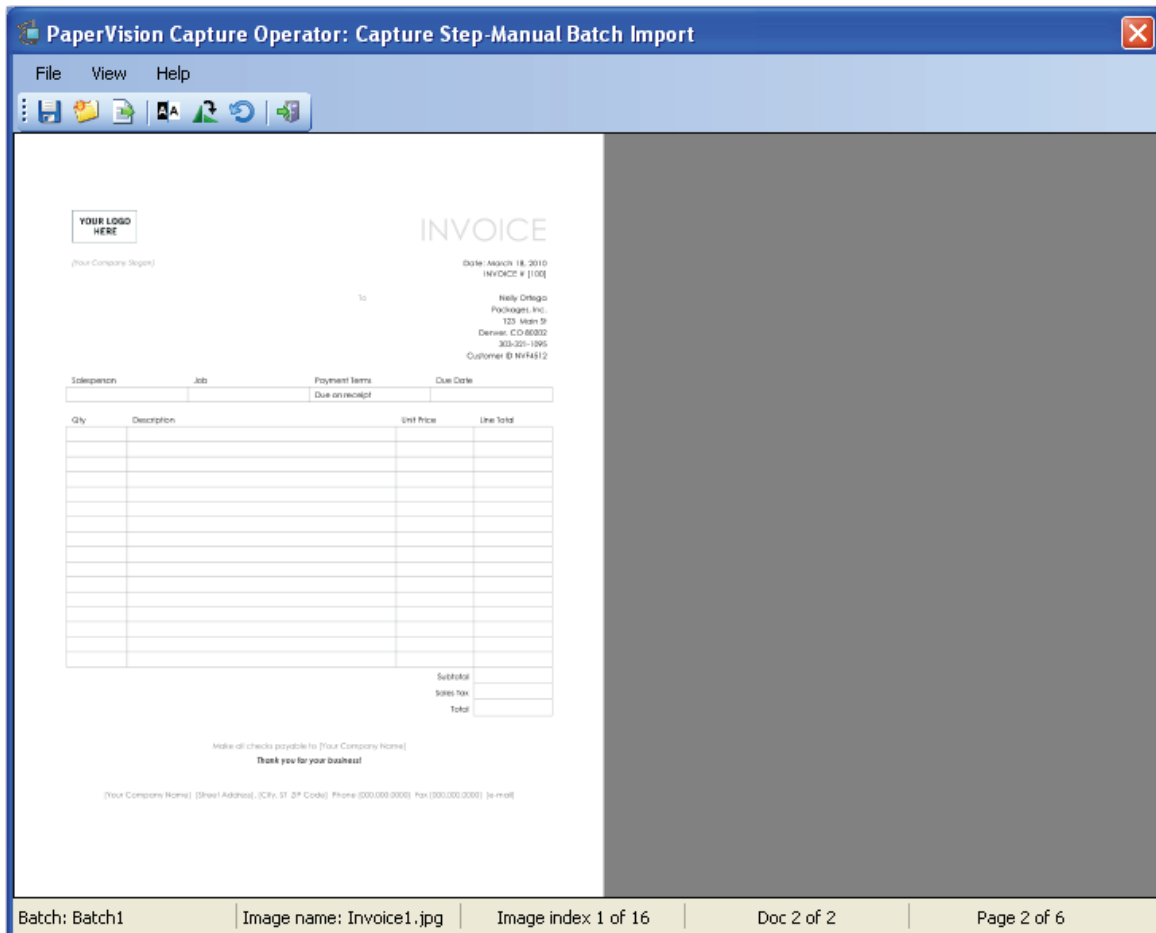 PaperVision Capture Operator: Capture Step-Manual Batch Import
File View Help
A A
YOUR LOGO
HERE
INVOICE
[Your Company Slogan]
Date: March 18, 2010
INVOICE # [100]
To
Nelly Ortega
Packages, Inc.
123 Main St
Denver, CO 80202
303-321-1095
Customer ID NVF4512
Salesperson Job Payment Terms Due Date
Due on receipt
Qty Description Unit Price Line Total
Subtotal
Sales Tax
Total
Make all checks payable to [Your Company Name]
Thank you for your business!
[Your Company Name] [Street Address], [City, ST ZIP Code] Phone [000.000.0000] Fax [000.000.0000] [e-mail]
Batch: Batch1 Image name: Invoice1.jpg Image index 1 of 16 Doc 2 of 2 Page 2 of 6